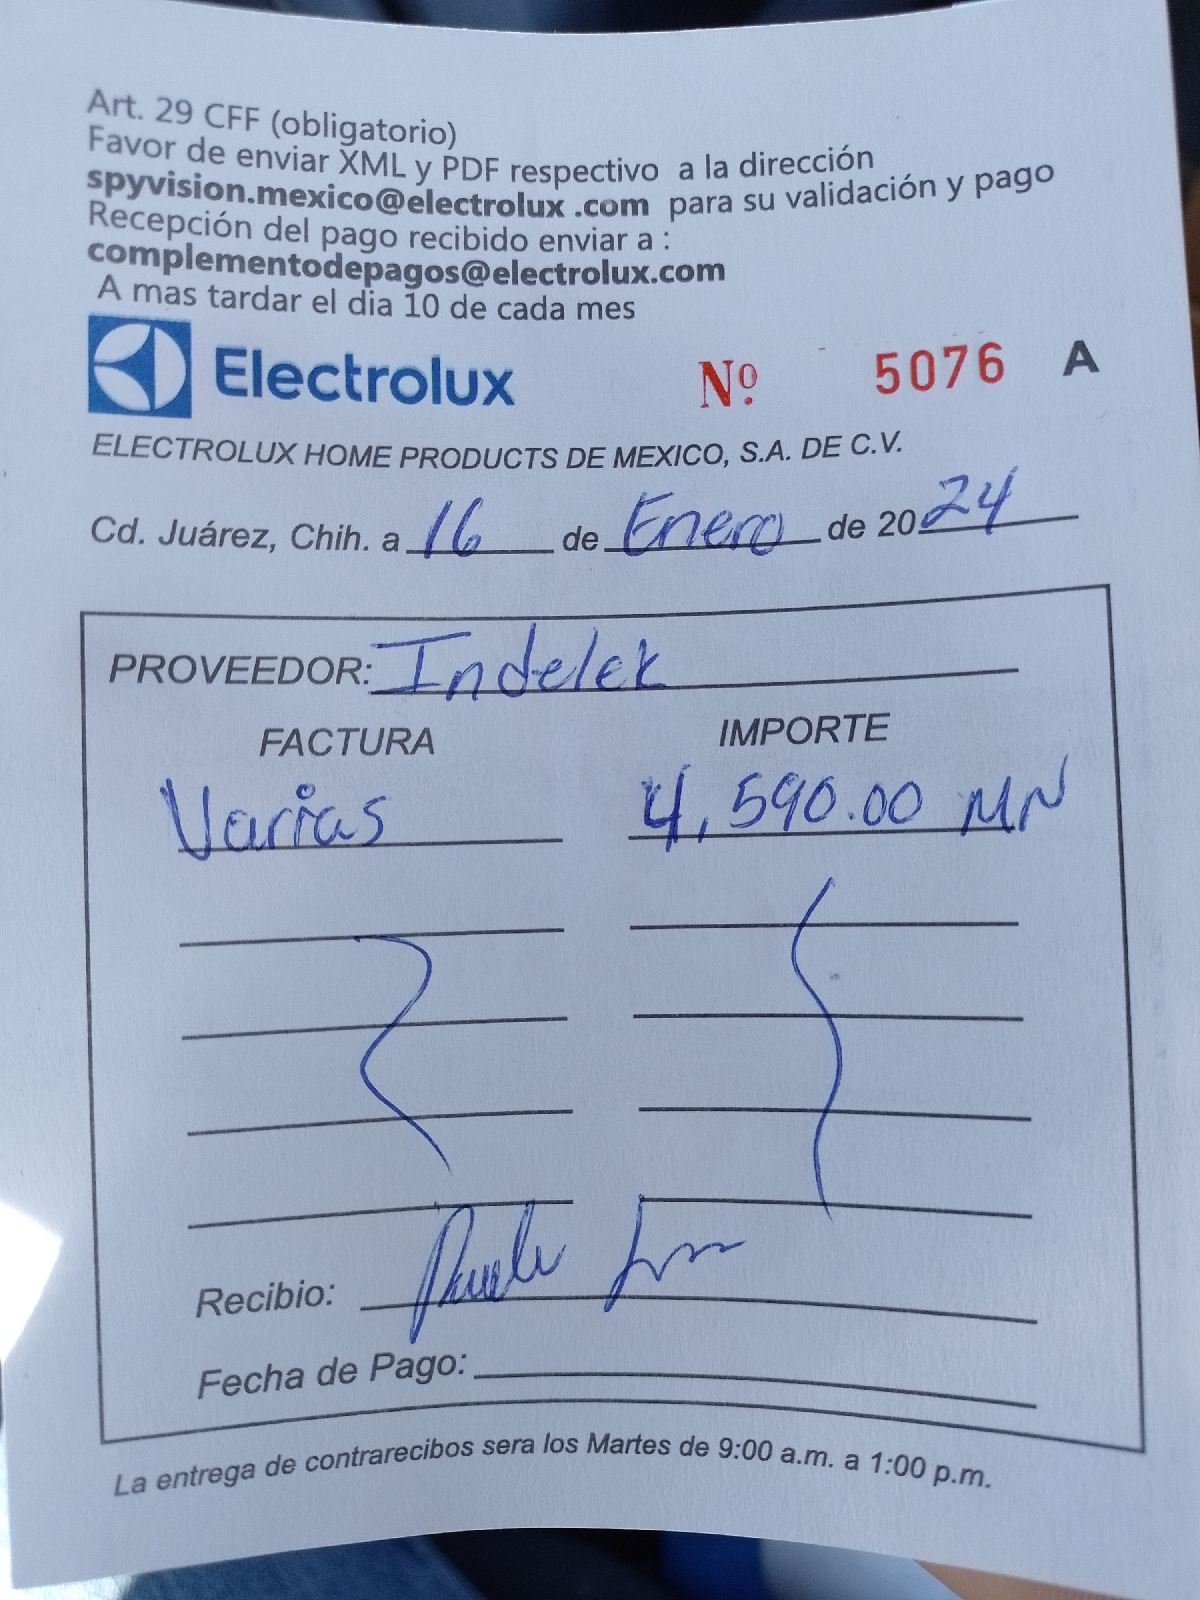 Art. 29 CFF (obligatorio)
Favor de enviar XML y PDF respectivo a la dirección
spyvision.mexico@electrolux .com para su validación y pago
Recepción del pago recibido enviar a :
complementodepagos@electrolux.com
A mas tardar el dia 10 de cada mes
Electrolux Nº 5076 A
ELECTROLUX HOME PRODUCTS DE MEXICO, S.A. DE C.V.
Cd. Juárez, Chih. a 16 de Enero de 2024
PROVEEDOR: Indelek
FACTURA IMPORTE
Varias 4,590.00 MN
Recibio:
Fecha de Pago:
La entrega de contrarecibos sera los Martes de 9:00 a.m. a 1:00 p.m.